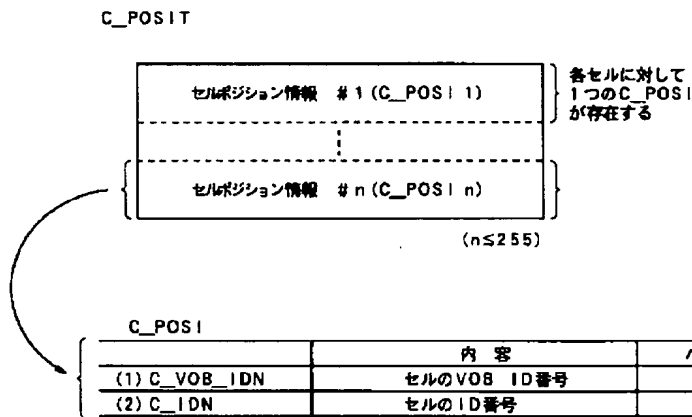 C_POSIT
セルポジション情報 #1(C_POSI 1)
各セルに対して
1つのC_POSI
が存在する
セルポジション情報 #n(C_POSI n)
(n≤255)
C_POSI
内 容
(1) C_VOB_IDN セルのVOB ID番号
(2) C_IDN セルのID番号